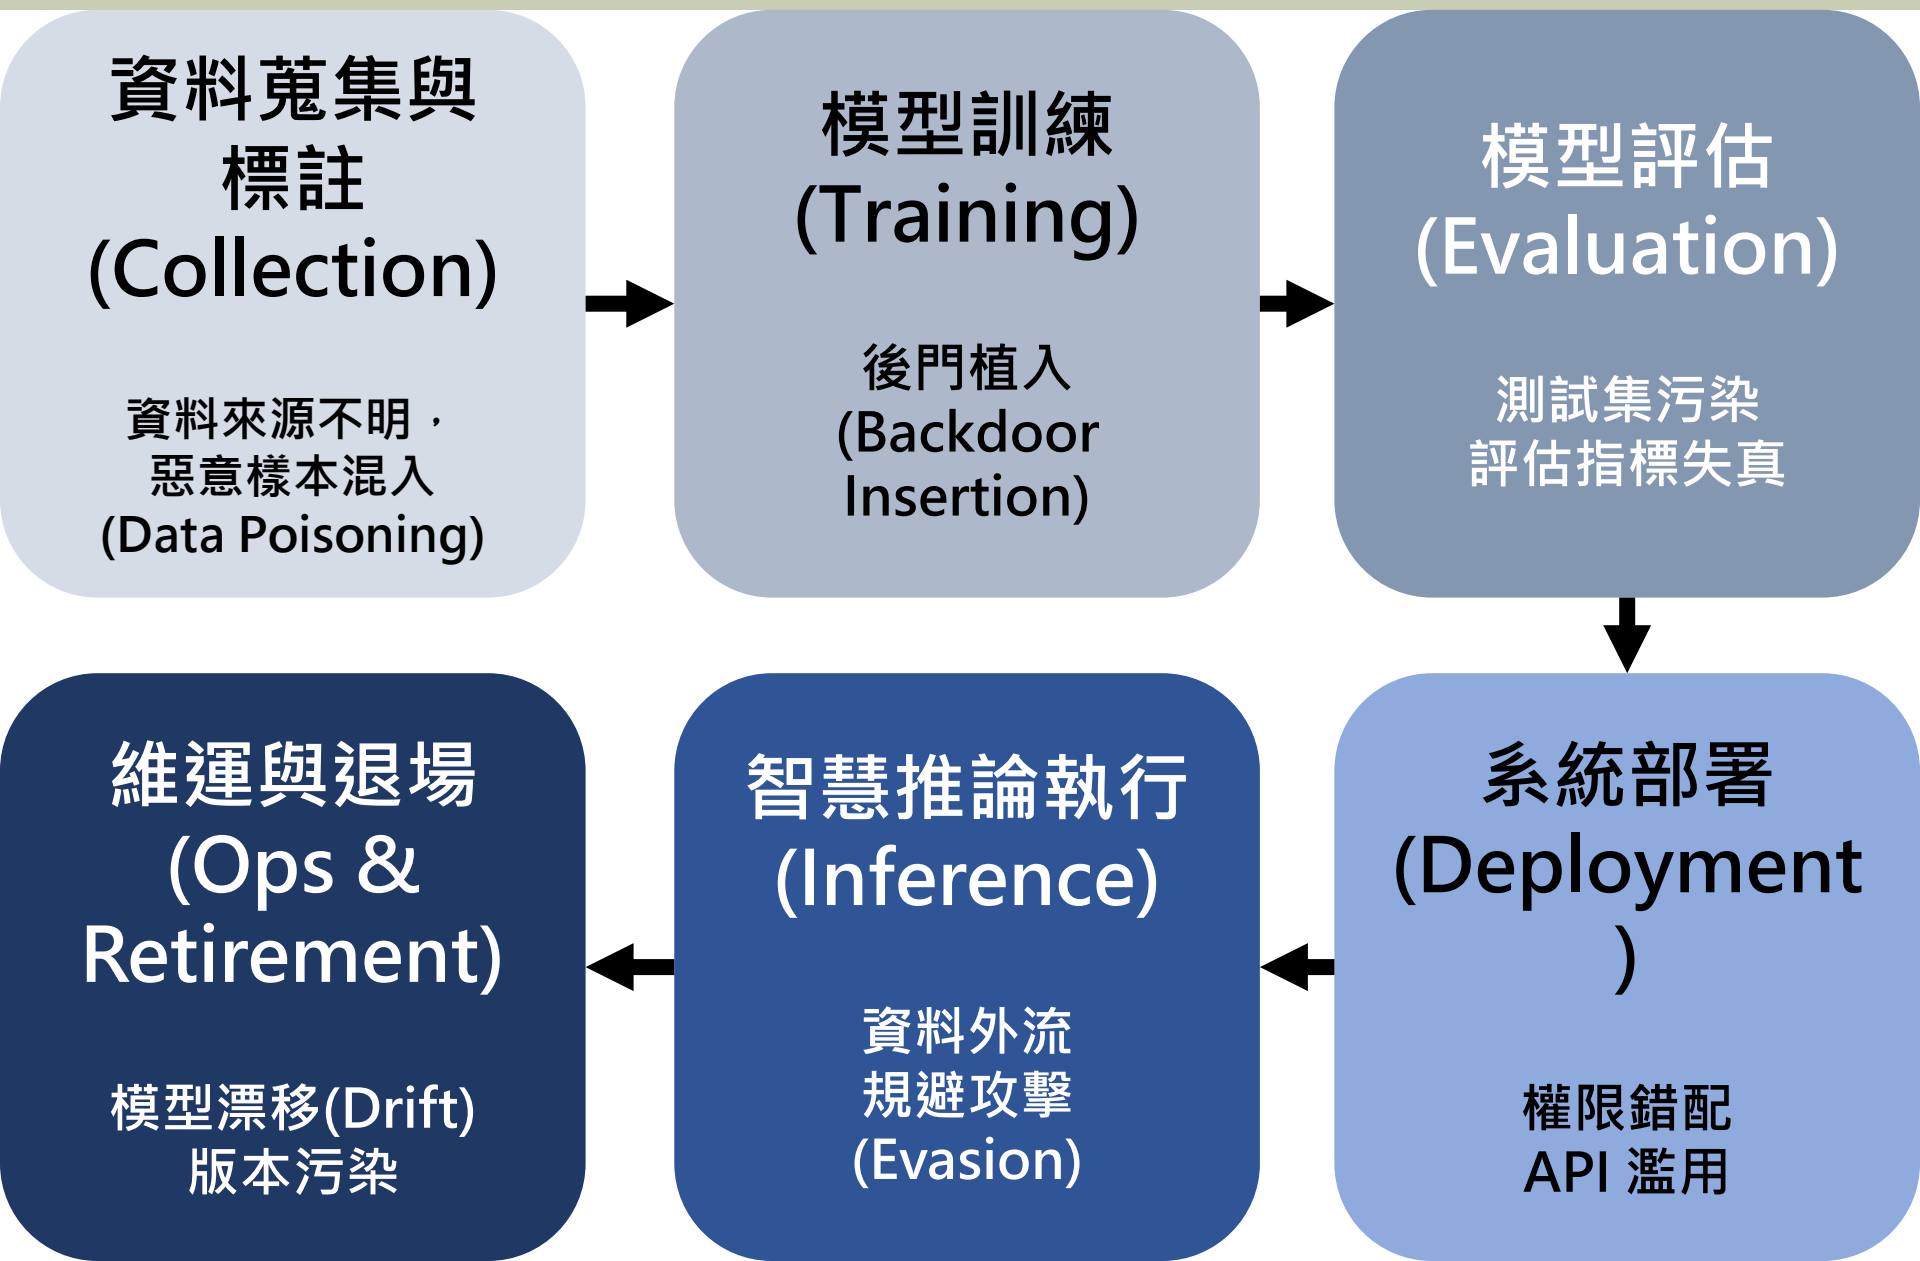 資料蒐集與
標註
(Collection)
資料來源不明，
惡意樣本混入
(Data Poisoning)
模型訓練
(Training)
後門植入
(Backdoor
Insertion)
模型評估
(Evaluation)
測試集污染
評估指標失真
系統部署
(Deployment
)
權限錯配
API 濫用
智慧推論執行
(Inference)
資料外流
規避攻擊
(Evasion)
維運與退場
(Ops &
Retirement)
模型漂移(Drift)
版本污染